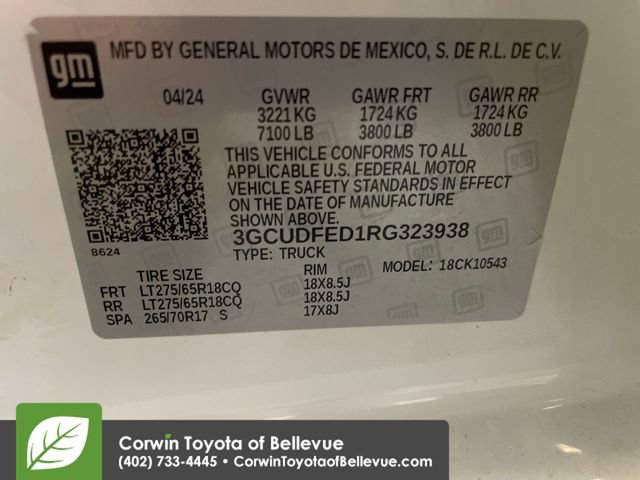 gm
MFD BY GENERAL MOTORS DE MEXICO, S. DE R.L. DE C.V.
04/24 GVWR GAWR FRT GAWR RR
3221 KG 1724 KG 1724 KG
7100 LB 3800 LB 3800 LB
THIS VEHICLE CONFORMS TO ALL
APPLICABLE U.S. FEDERAL MOTOR
VEHICLE SAFETY STANDARDS IN EFFECT
ON THE DATE OF MANUFACTURE
SHOWN ABOVE.
3GCUDFED1RG323938
8624
TYPE: TRUCK MODEL: 18CK10543
TIRE SIZE RIM
FRT LT275/65R18CQ 18X8.5J
RR LT275/65R18CQ 18X8.5J
SPA 265/70R17 S 17X8J
Corwin Toyota of Bellevue
(402) 733-4445 • CorwinToyotaofBellevue.com